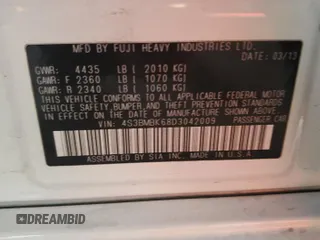 MFD BY FUJI HEAVY INDUSTRIES LTD.
DATE: 03/13
GVWR: 4435 LB ( 2010 KG)
GAWR: F 2360 LB ( 1070 KG)
GAWR: R 2340 LB ( 1060 KG)
THIS VEHICLE CONFORMS TO ALL APPLICABLE FEDERAL MOTOR
VEHICLE SAFETY, BUMPER, AND THEFT PREVENTION STANDARDS
IN EFFECT ON THE DATE OF MANUFACTURE SHOWN ABOVE.
PASSENGER CAR
VIN: 4S3BMBK68D3042009
ASSEMBLED BY SIA INC. MADE IN U.S.A.
DREAMBID